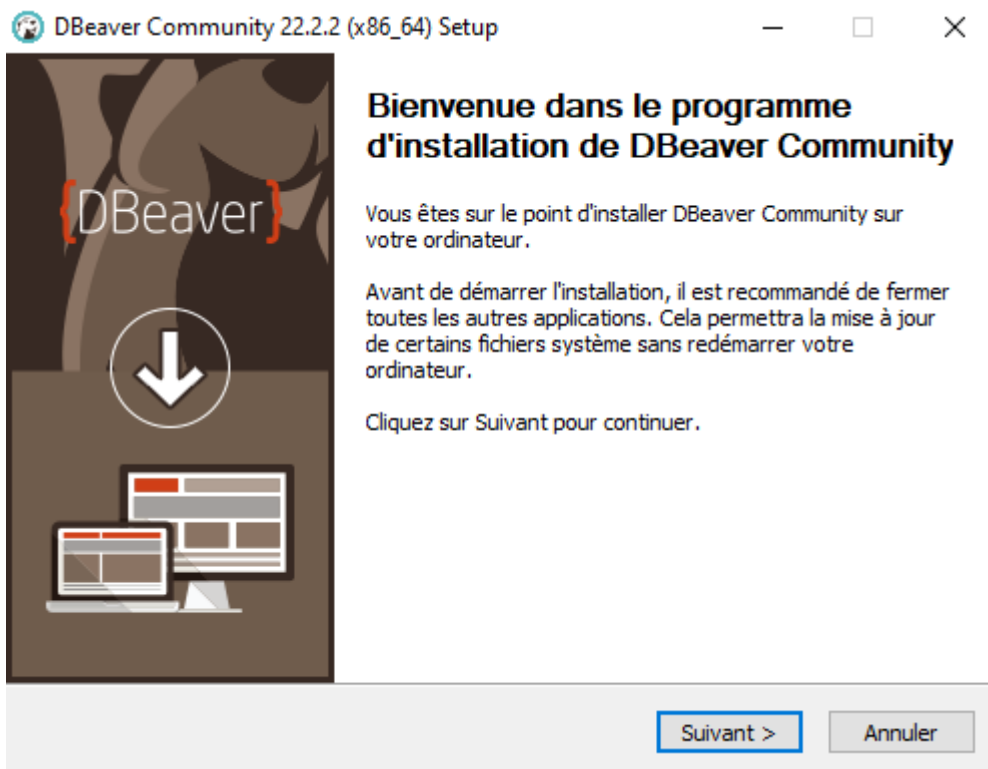 DBeaver Community 22.2.2 (x86_64) Setup
{DBeaver}
Bienvenue dans le programme
d'installation de DBeaver Community
Vous êtes sur le point d'installer DBeaver Community sur
votre ordinateur.
Avant de démarrer l'installation, il est recommandé de fermer
toutes les autres applications. Cela permettra la mise à jour
de certains fichiers système sans redémarrer votre
ordinateur.
Cliquez sur Suivant pour continuer.
Suivant >
Annuler